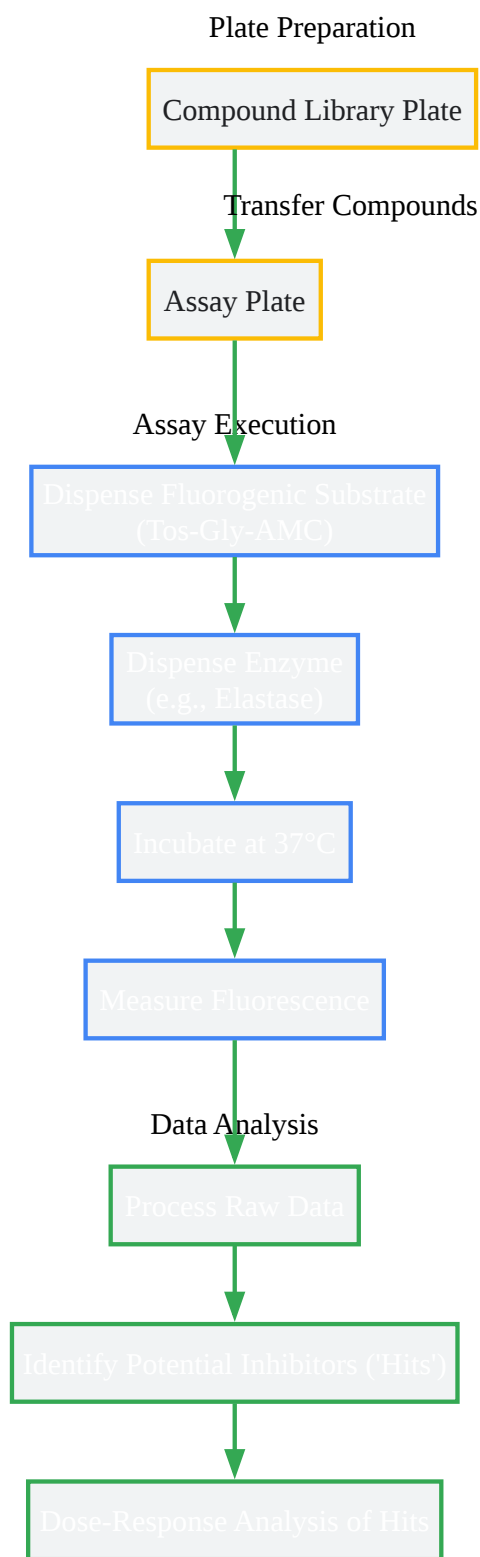 Plate Preparation
Compound Library Plate
Transfer Compounds
Assay Plate
Assay Execution
Dispense Fluorogenic Substrate
(Tos-Gly-AMC)
Dispense Enzyme
(e.g., Elastase)
Incubate at 37°C
Measure Fluorescence
Data Analysis
Process Raw Data
Identify Potential Inhibitors ('Hits')
Dose-Response Analysis of Hits